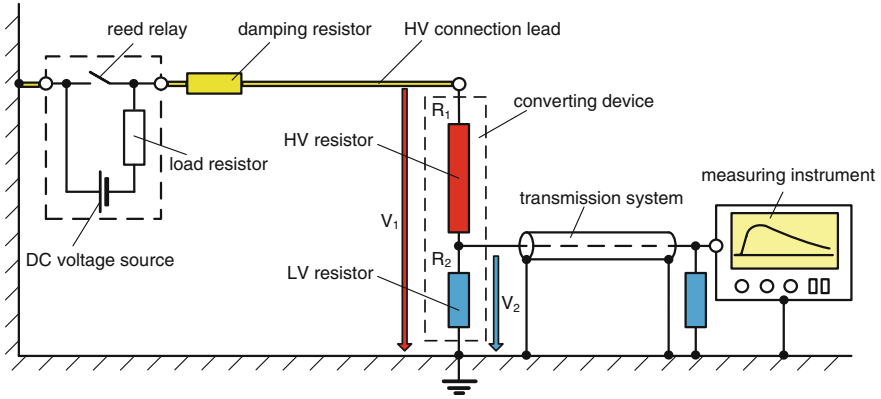 reed relay
damping resistor
HV connection lead
R1
converting device
HV resistor
load resistor
transmission system
measuring instrument
V1
DC voltage source
R2
LV resistor
V2